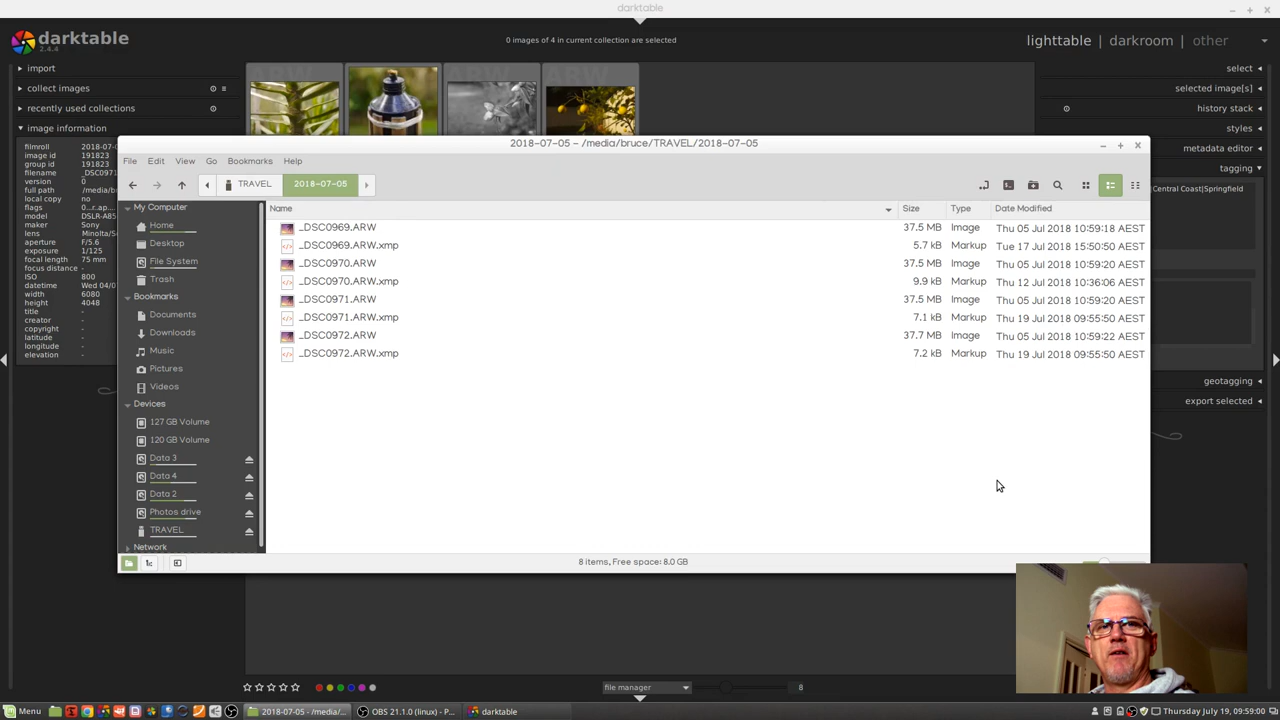 darktable
darktable
2.4.4
0 images of 4 in current collection are selected
lighttable | darkroom | other
import
collect images
recently used collections
image information
filmroll 2018-07-0
image id 191823
group id 191823
filename _DSC0971
version 0
local copy no
full path /media/b
flags 0...r...ap...
model DSLR-A85
maker Sony
lens Minolta/So
aperture F/5.6
exposure 1/125
focal length 75 mm
focus distance -
ISO 800
datetime Wed 04/0
width 6080
height 4048
title -
creator -
copyright -
latitude -
longitude -
elevation -
select
selected image[s]
history stack
styles
metadata editor
tagging
|Central Coast|Springfield
geotagging
export selected
2018-07-05 - /media/bruce/TRAVEL/2018-07-05
File Edit View Go Bookmarks Help
TRAVEL 2018-07-05
My Computer
Home
Desktop
File System
Trash
Bookmarks
Documents
Downloads
Music
Pictures
Videos
Devices
127 GB Volume
120 GB Volume
Data 3
Data 4
Data 2
Photos drive
TRAVEL
Network
Name Size Type Date Modified
_DSC0969.ARW 37.5 MB Image Thu 05 Jul 2018 10:59:18 AEST
_DSC0969.ARW.xmp 5.7 kB Markup Tue 17 Jul 2018 15:50:50 AEST
_DSC0970.ARW 37.5 MB Image Thu 05 Jul 2018 10:59:20 AEST
_DSC0970.ARW.xmp 9.9 kB Markup Thu 12 Jul 2018 10:36:06 AEST
_DSC0971.ARW 37.5 MB Image Thu 05 Jul 2018 10:59:20 AEST
_DSC0971.ARW.xmp 7.1 kB Markup Thu 19 Jul 2018 09:55:50 AEST
_DSC0972.ARW 37.7 MB Image Thu 05 Jul 2018 10:59:22 AEST
_DSC0972.ARW.xmp 7.2 kB Markup Thu 19 Jul 2018 09:55:50 AEST
8 items, Free space: 8.0 GB
file manager 8
Menu 2018-07-05 - /media/... OBS 21.1.0 (linux) - P... darktable Thursday July 19, 09:59:00